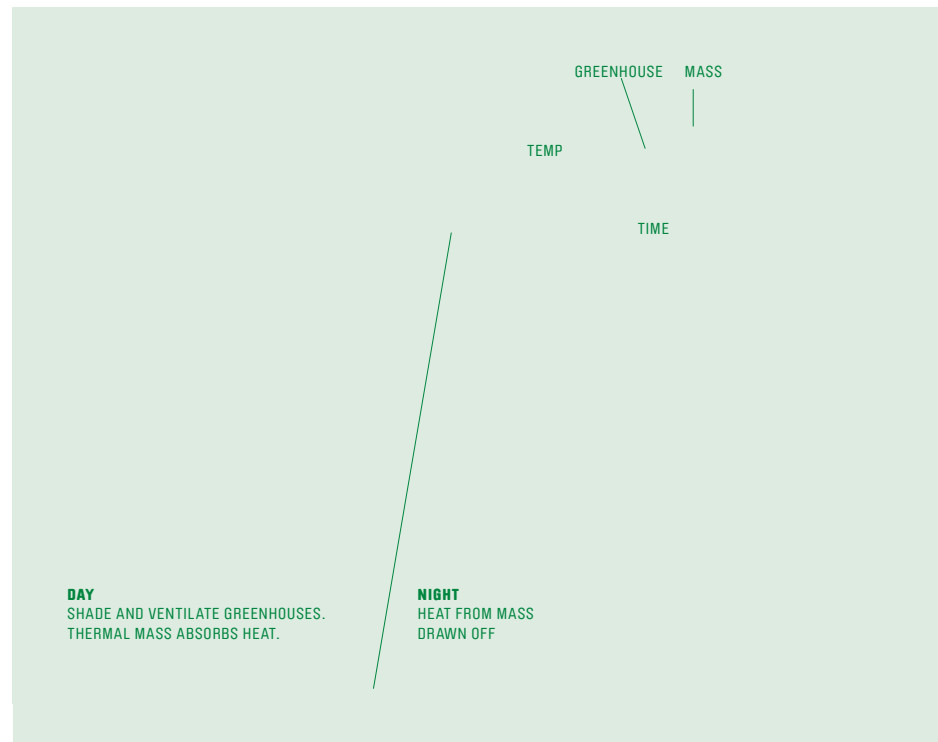 GREENHOUSE MASS
TEMP
TIME
DAY
SHADE AND VENTILATE GREENHOUSES.
THERMAL MASS ABSORBS HEAT.
NIGHT
HEAT FROM MASS
DRAWN OFF